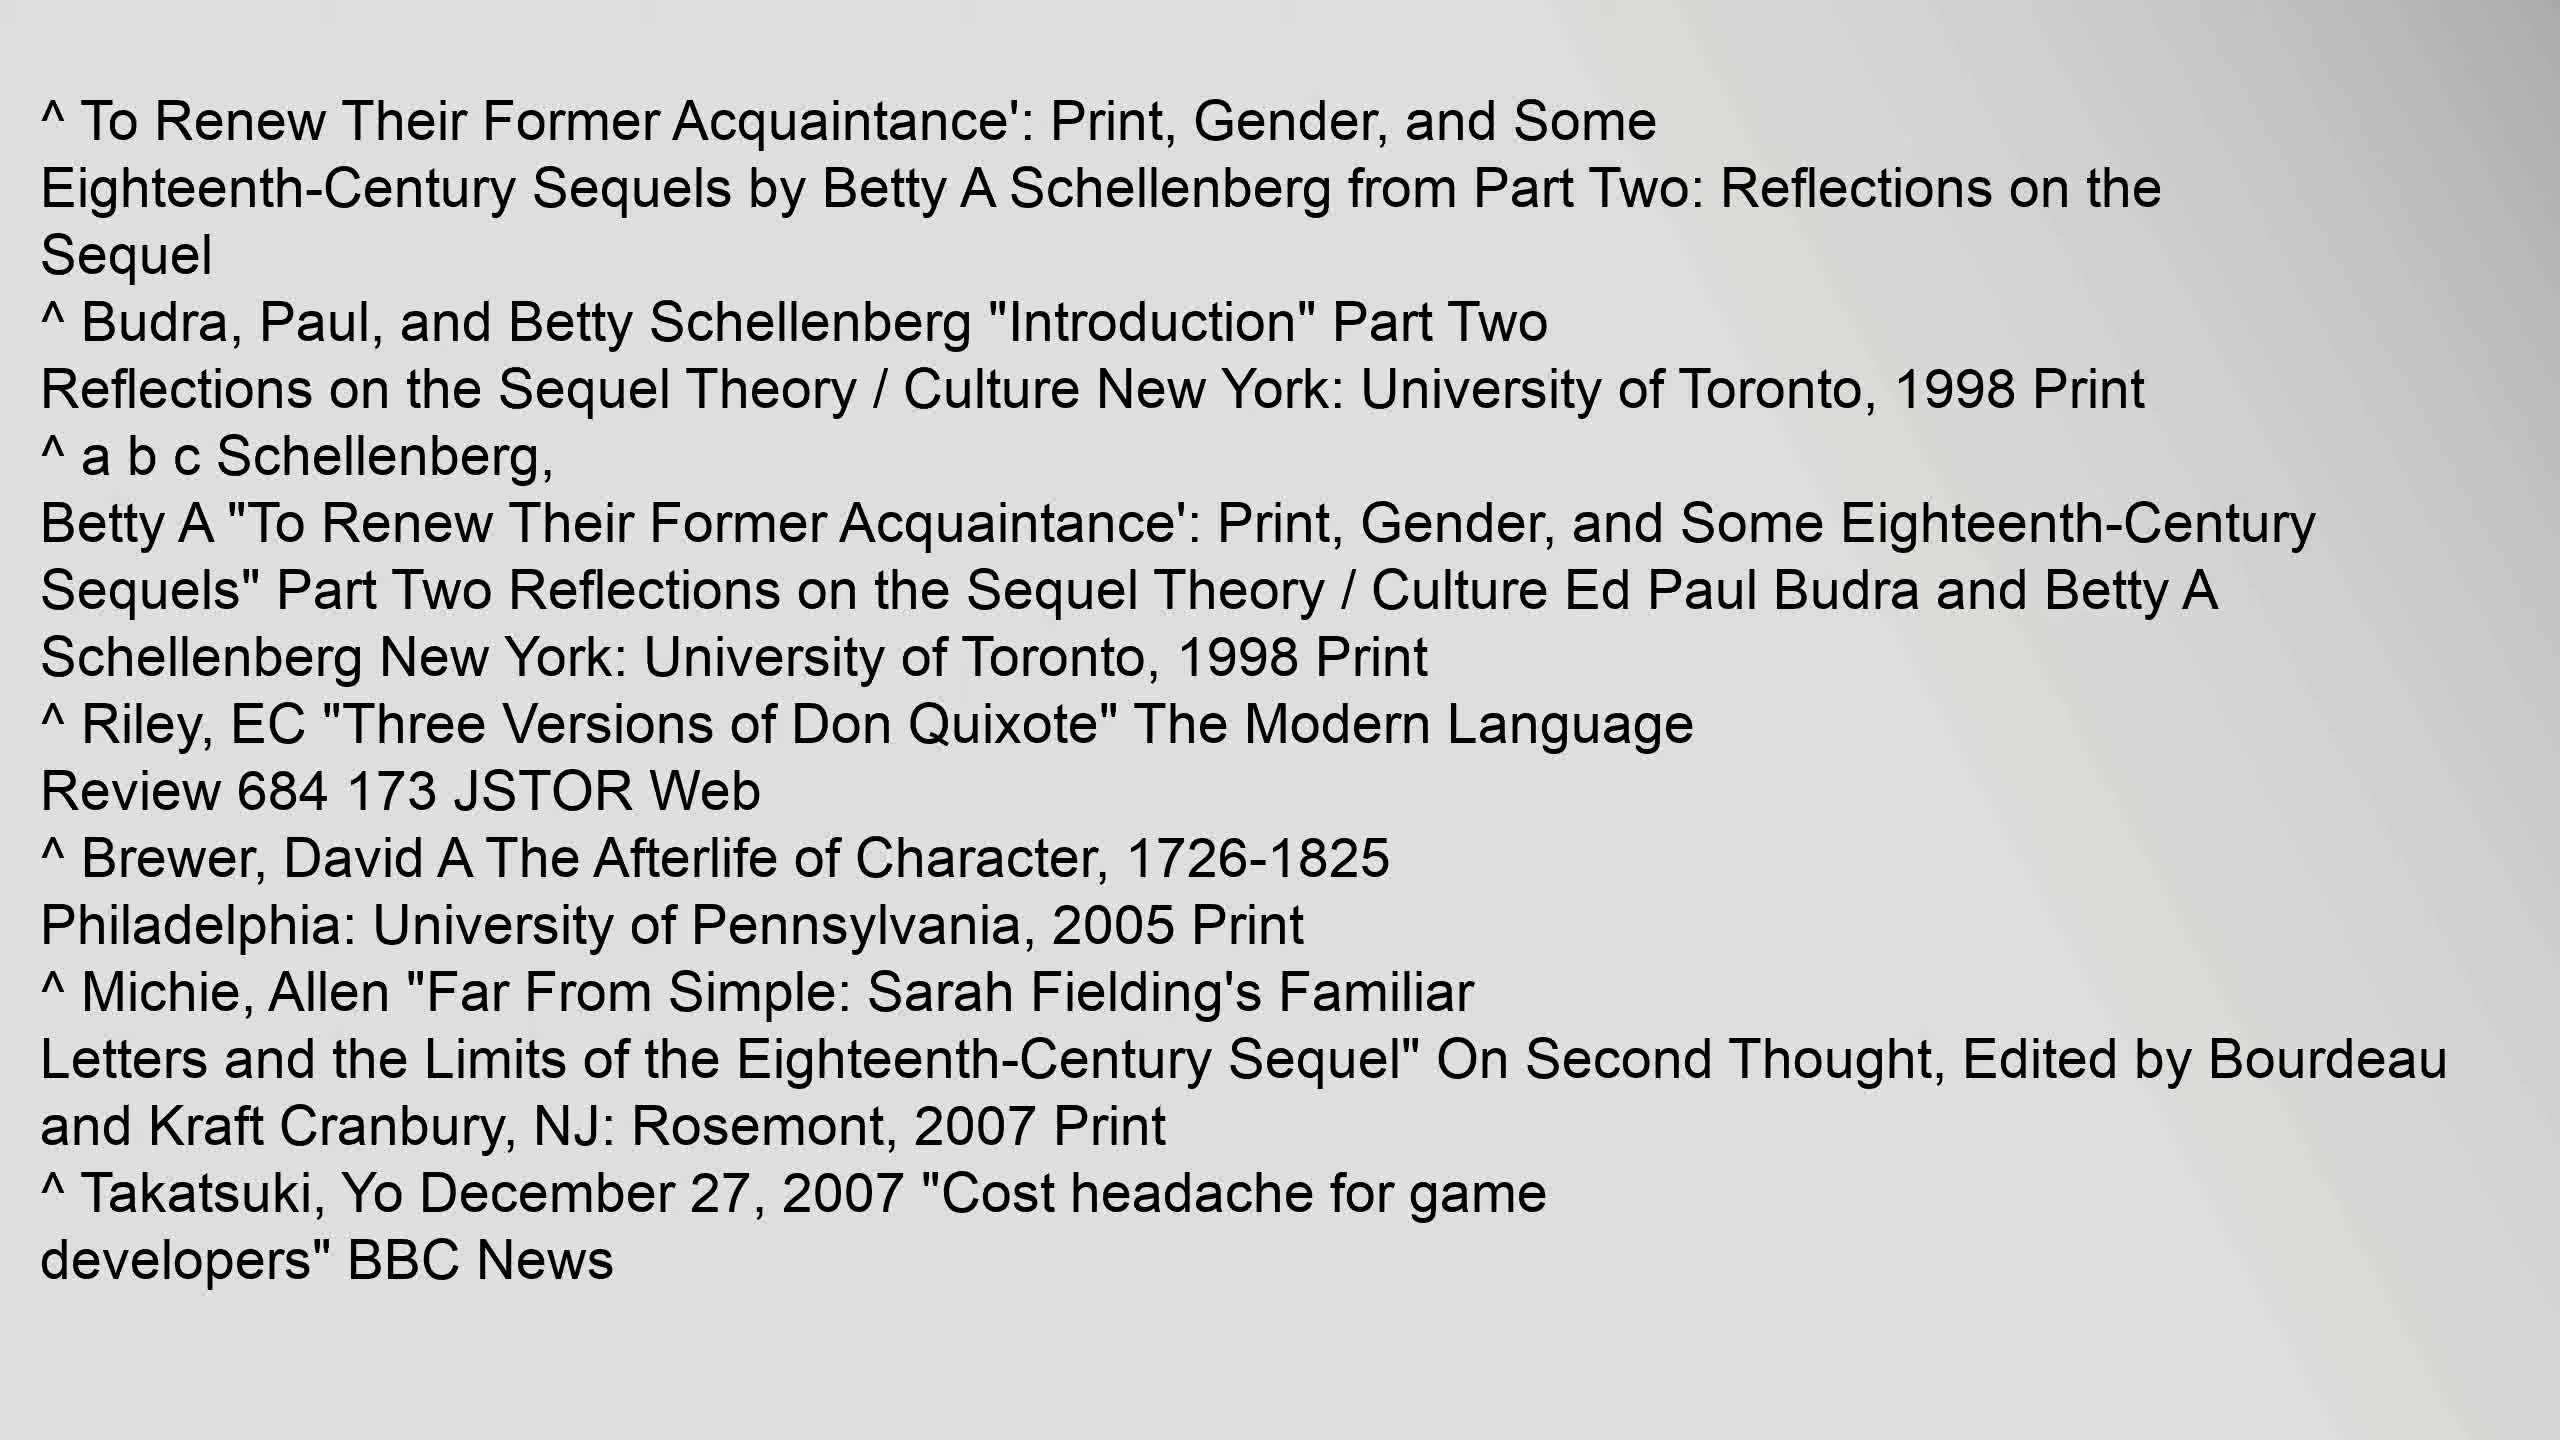 ^ To Renew Their Former Acquaintance': Print, Gender, and Some
Eighteenth-Century Sequels by Betty A Schellenberg from Part Two: Reflections on the
Sequel
^ Budra, Paul, and Betty Schellenberg "Introduction" Part Two
Reflections on the Sequel Theory / Culture New York: University of Toronto, 1998 Print
^ a b c Schellenberg,
Betty A "To Renew Their Former Acquaintance': Print, Gender, and Some Eighteenth-Century
Sequels" Part Two Reflections on the Sequel Theory / Culture Ed Paul Budra and Betty A
Schellenberg New York: University of Toronto, 1998 Print
^ Riley, EC "Three Versions of Don Quixote" The Modern Language
Review 684 173 JSTOR Web
^ Brewer, David A The Afterlife of Character, 1726-1825
Philadelphia: University of Pennsylvania, 2005 Print
^ Michie, Allen "Far From Simple: Sarah Fielding's Familiar
Letters and the Limits of the Eighteenth-Century Sequel" On Second Thought, Edited by Bourdeau
and Kraft Cranbury, NJ: Rosemont, 2007 Print
^ Takatsuki, Yo December 27, 2007 "Cost headache for game
developers" BBC News